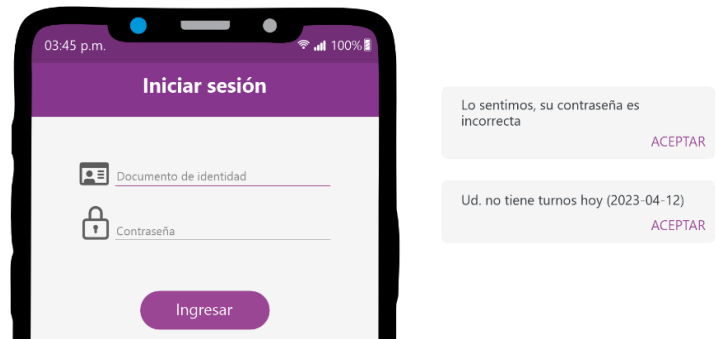 03:45 p.m.
100%
Iniciar sesión
Documento de identidad
Contraseña
Ingresar
Lo sentimos, su contraseña es
incorrecta
ACEPTAR
Ud. no tiene turnos hoy (2023-04-12)
ACEPTAR